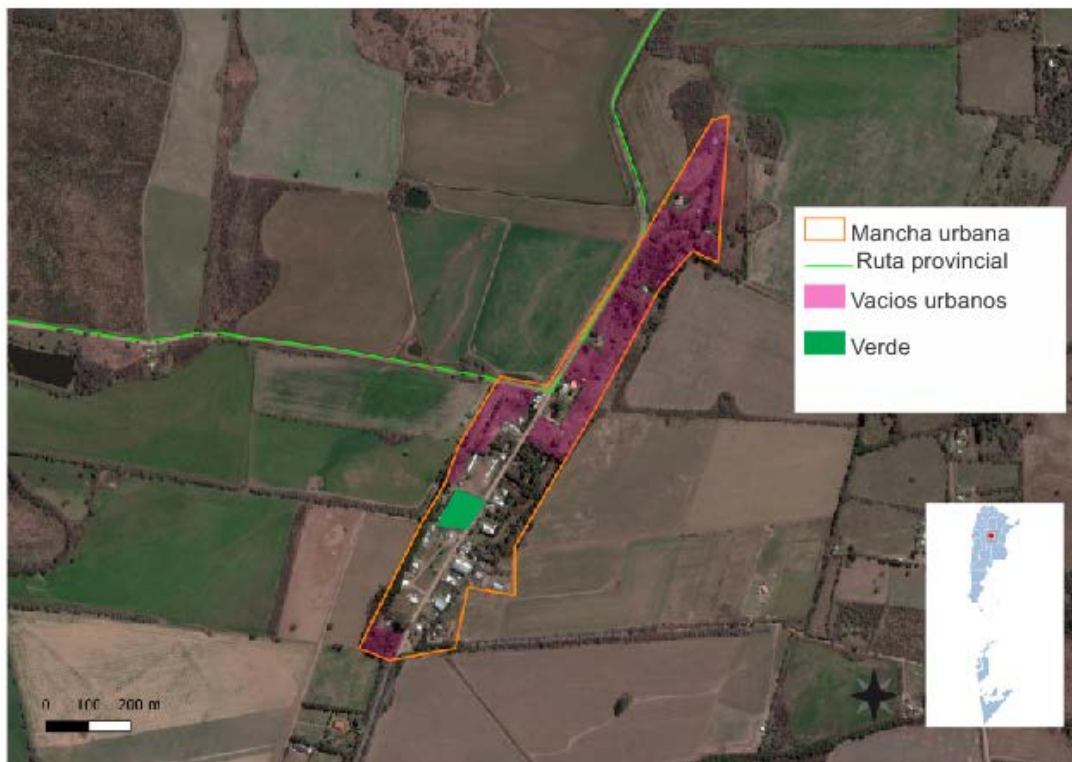 Mancha urbana
Ruta provincial
Vacios urbanos
Verde
0 100 200 m